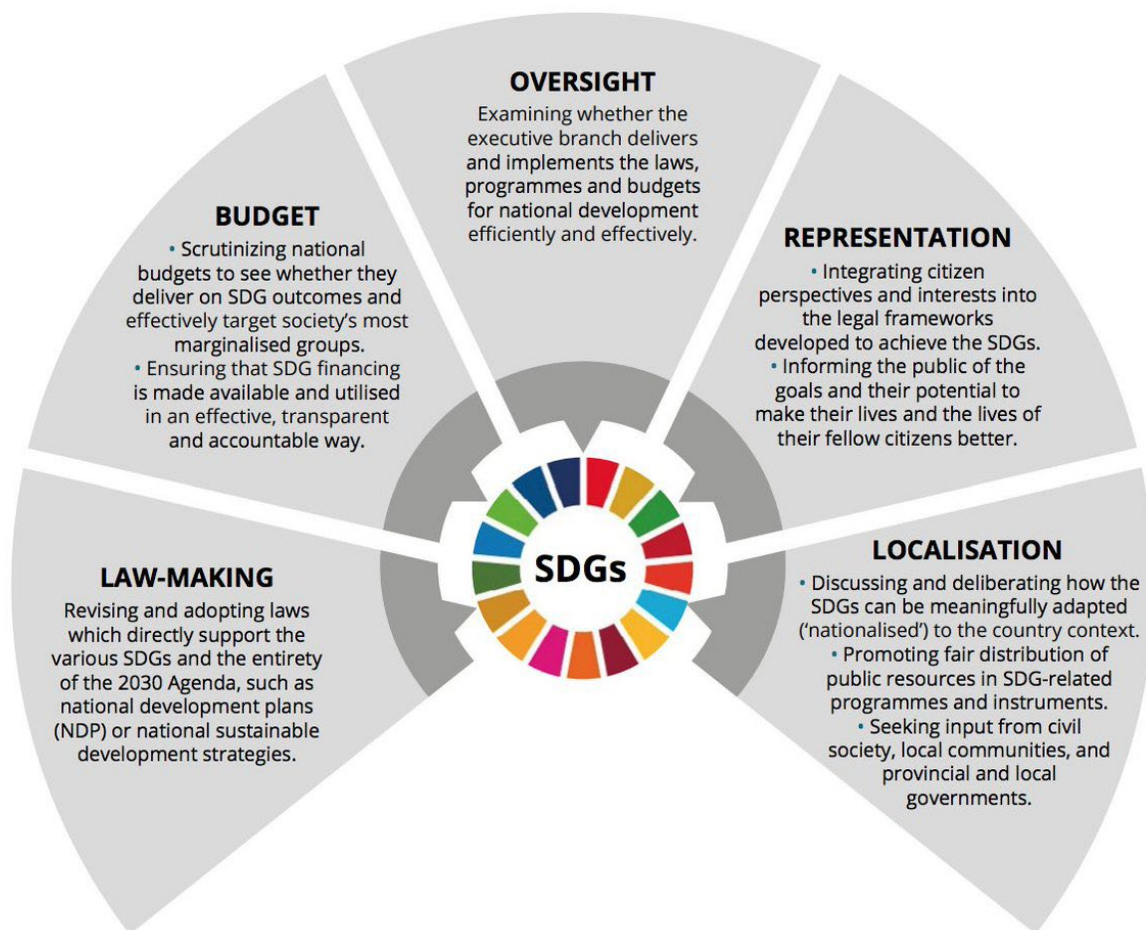 OVERSIGHT
Examining whether the
executive branch delivers
and implements the laws,
programmes and budgets
for national development
efficiently and effectively.
BUDGET
• Scrutinizing national
budgets to see whether they
deliver on SDG outcomes and
effectively target society’s most
marginalised groups.
• Ensuring that SDG financing
is made available and utilised
in an effective, transparent
and accountable way.
REPRESENTATION
• Integrating citizen
perspectives and interests into
the legal frameworks
developed to achieve the SDGs.
• Informing the public of the
goals and their potential to
make their lives and the lives of
their fellow citizens better.
LAW-MAKING
Revising and adopting laws
which directly support the
various SDGs and the entirety
of the 2030 Agenda, such as
national development plans
(NDP) or national sustainable
development strategies.
SDGs
LOCALISATION
• Discussing and deliberating how the
SDGs can be meaningfully adapted
(‘nationalised’) to the country context.
• Promoting fair distribution of
public resources in SDG-related
programmes and instruments.
• Seeking input from civil
society, local communities, and
provincial and local
governments.